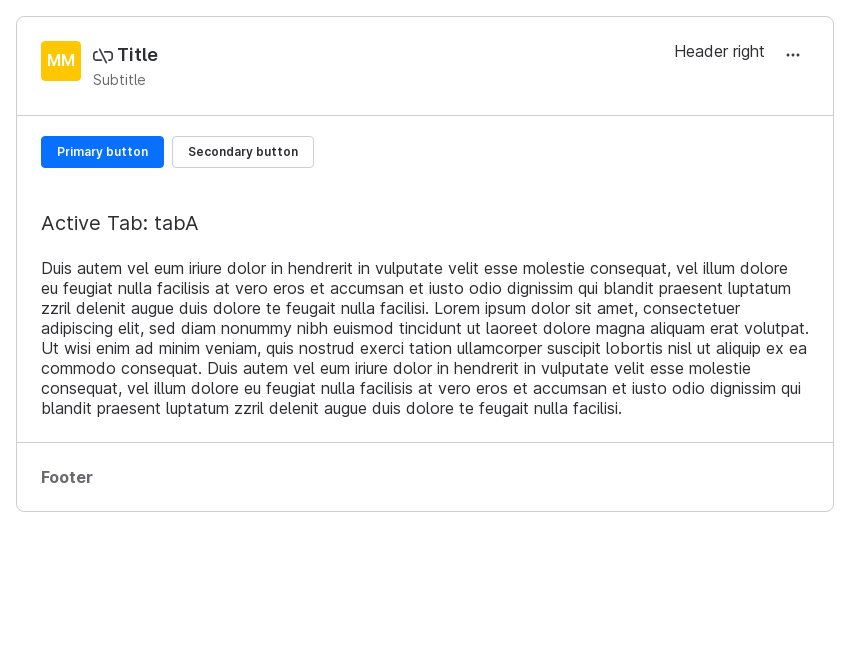 MM
Title
Subtitle
Header right
Primary button
Secondary button
Active Tab: tabA
Duis autem vel eum iriure dolor in hendrerit in vulputate velit esse molestie consequat, vel illum dolore
eu feugiat nulla facilisis at vero eros et accumsan et iusto odio dignissim qui blandit praesent luptatum
zzril delenit augue duis dolore te feugait nulla facilisi. Lorem ipsum dolor sit amet, consectetuer
adipiscing elit, sed diam nonummy nibh euismod tincidunt ut laoreet dolore magna aliquam erat volutpat.
Ut wisi enim ad minim veniam, quis nostrud exerci tation ullamcorper suscipit lobortis nisl ut aliquip ex ea
commodo consequat. Duis autem vel eum iriure dolor in hendrerit in vulputate velit esse molestie
consequat, vel illum dolore eu feugiat nulla facilisis at vero eros et accumsan et iusto odio dignissim qui
blandit praesent luptatum zzril delenit augue duis dolore te feugait nulla facilisi.
Footer